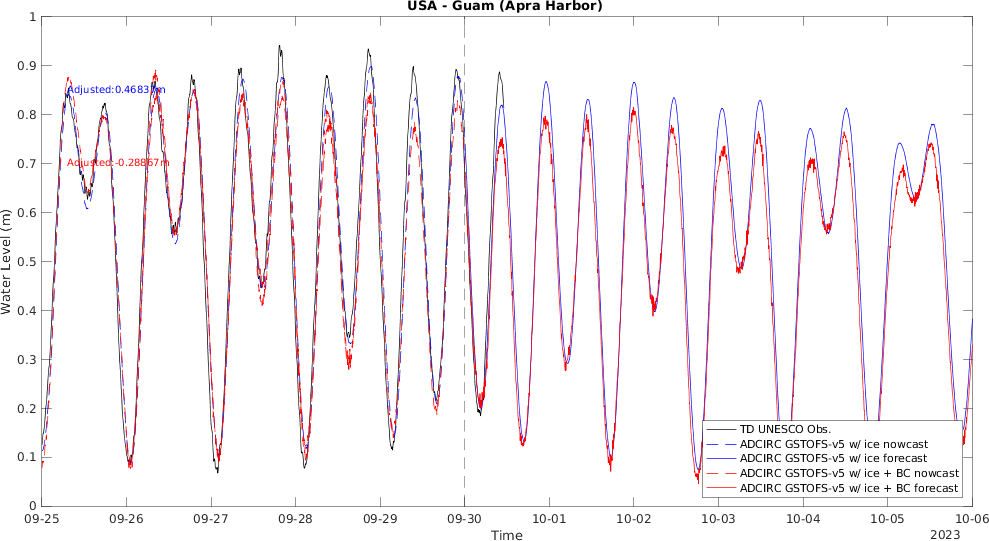 USA - Guam (Apra Harbor)
1
0.9
0.8
0.7
0.6
0.5
0.4
0.3
0.2
0.1
0
Water Level (m)
Adjusted:0.46837m
Adjusted:-0.28867m
TD UNESCO Obs.
ADCIRC GSTOFS-v5 w/ ice nowcast
ADCIRC GSTOFS-v5 w/ ice forecast
ADCIRC GSTOFS-v5 w/ ice + BC nowcast
ADCIRC GSTOFS-v5 w/ ice + BC forecast
09-25 09-26 09-27 09-28 09-29 09-30 10-01 10-02 10-03 10-04 10-05 10-06
Time
2023